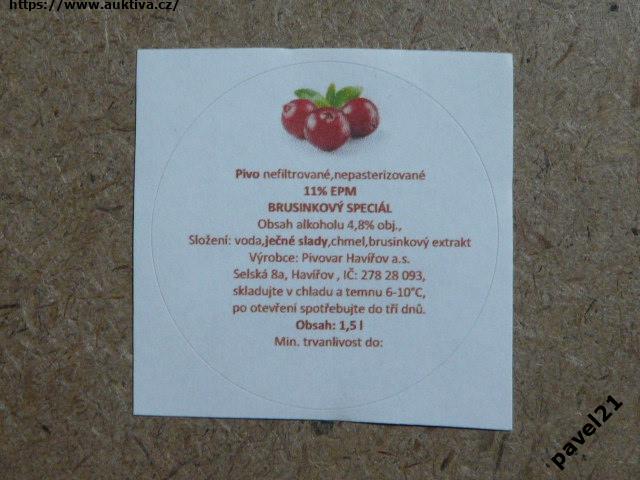 https://www.auktiva.cz/
Pivo nefiltrované,nepasterizované
11% EPM
BRUSINKOVÝ SPECIÁL
Obsah alkoholu 4,8% obj.,
Složení: voda,ječné slady,chmel,brusinkový extrakt
Výrobce: Pivovar Havířov a.s.
Selská 8a, Havířov , IČ: 278 28 093,
skladujte v chladu a temnu 6-10°C,
po otevření spotřebujte do tří dnů.
Obsah: 1,5 l
Min. trvanlivost do:
pavel21